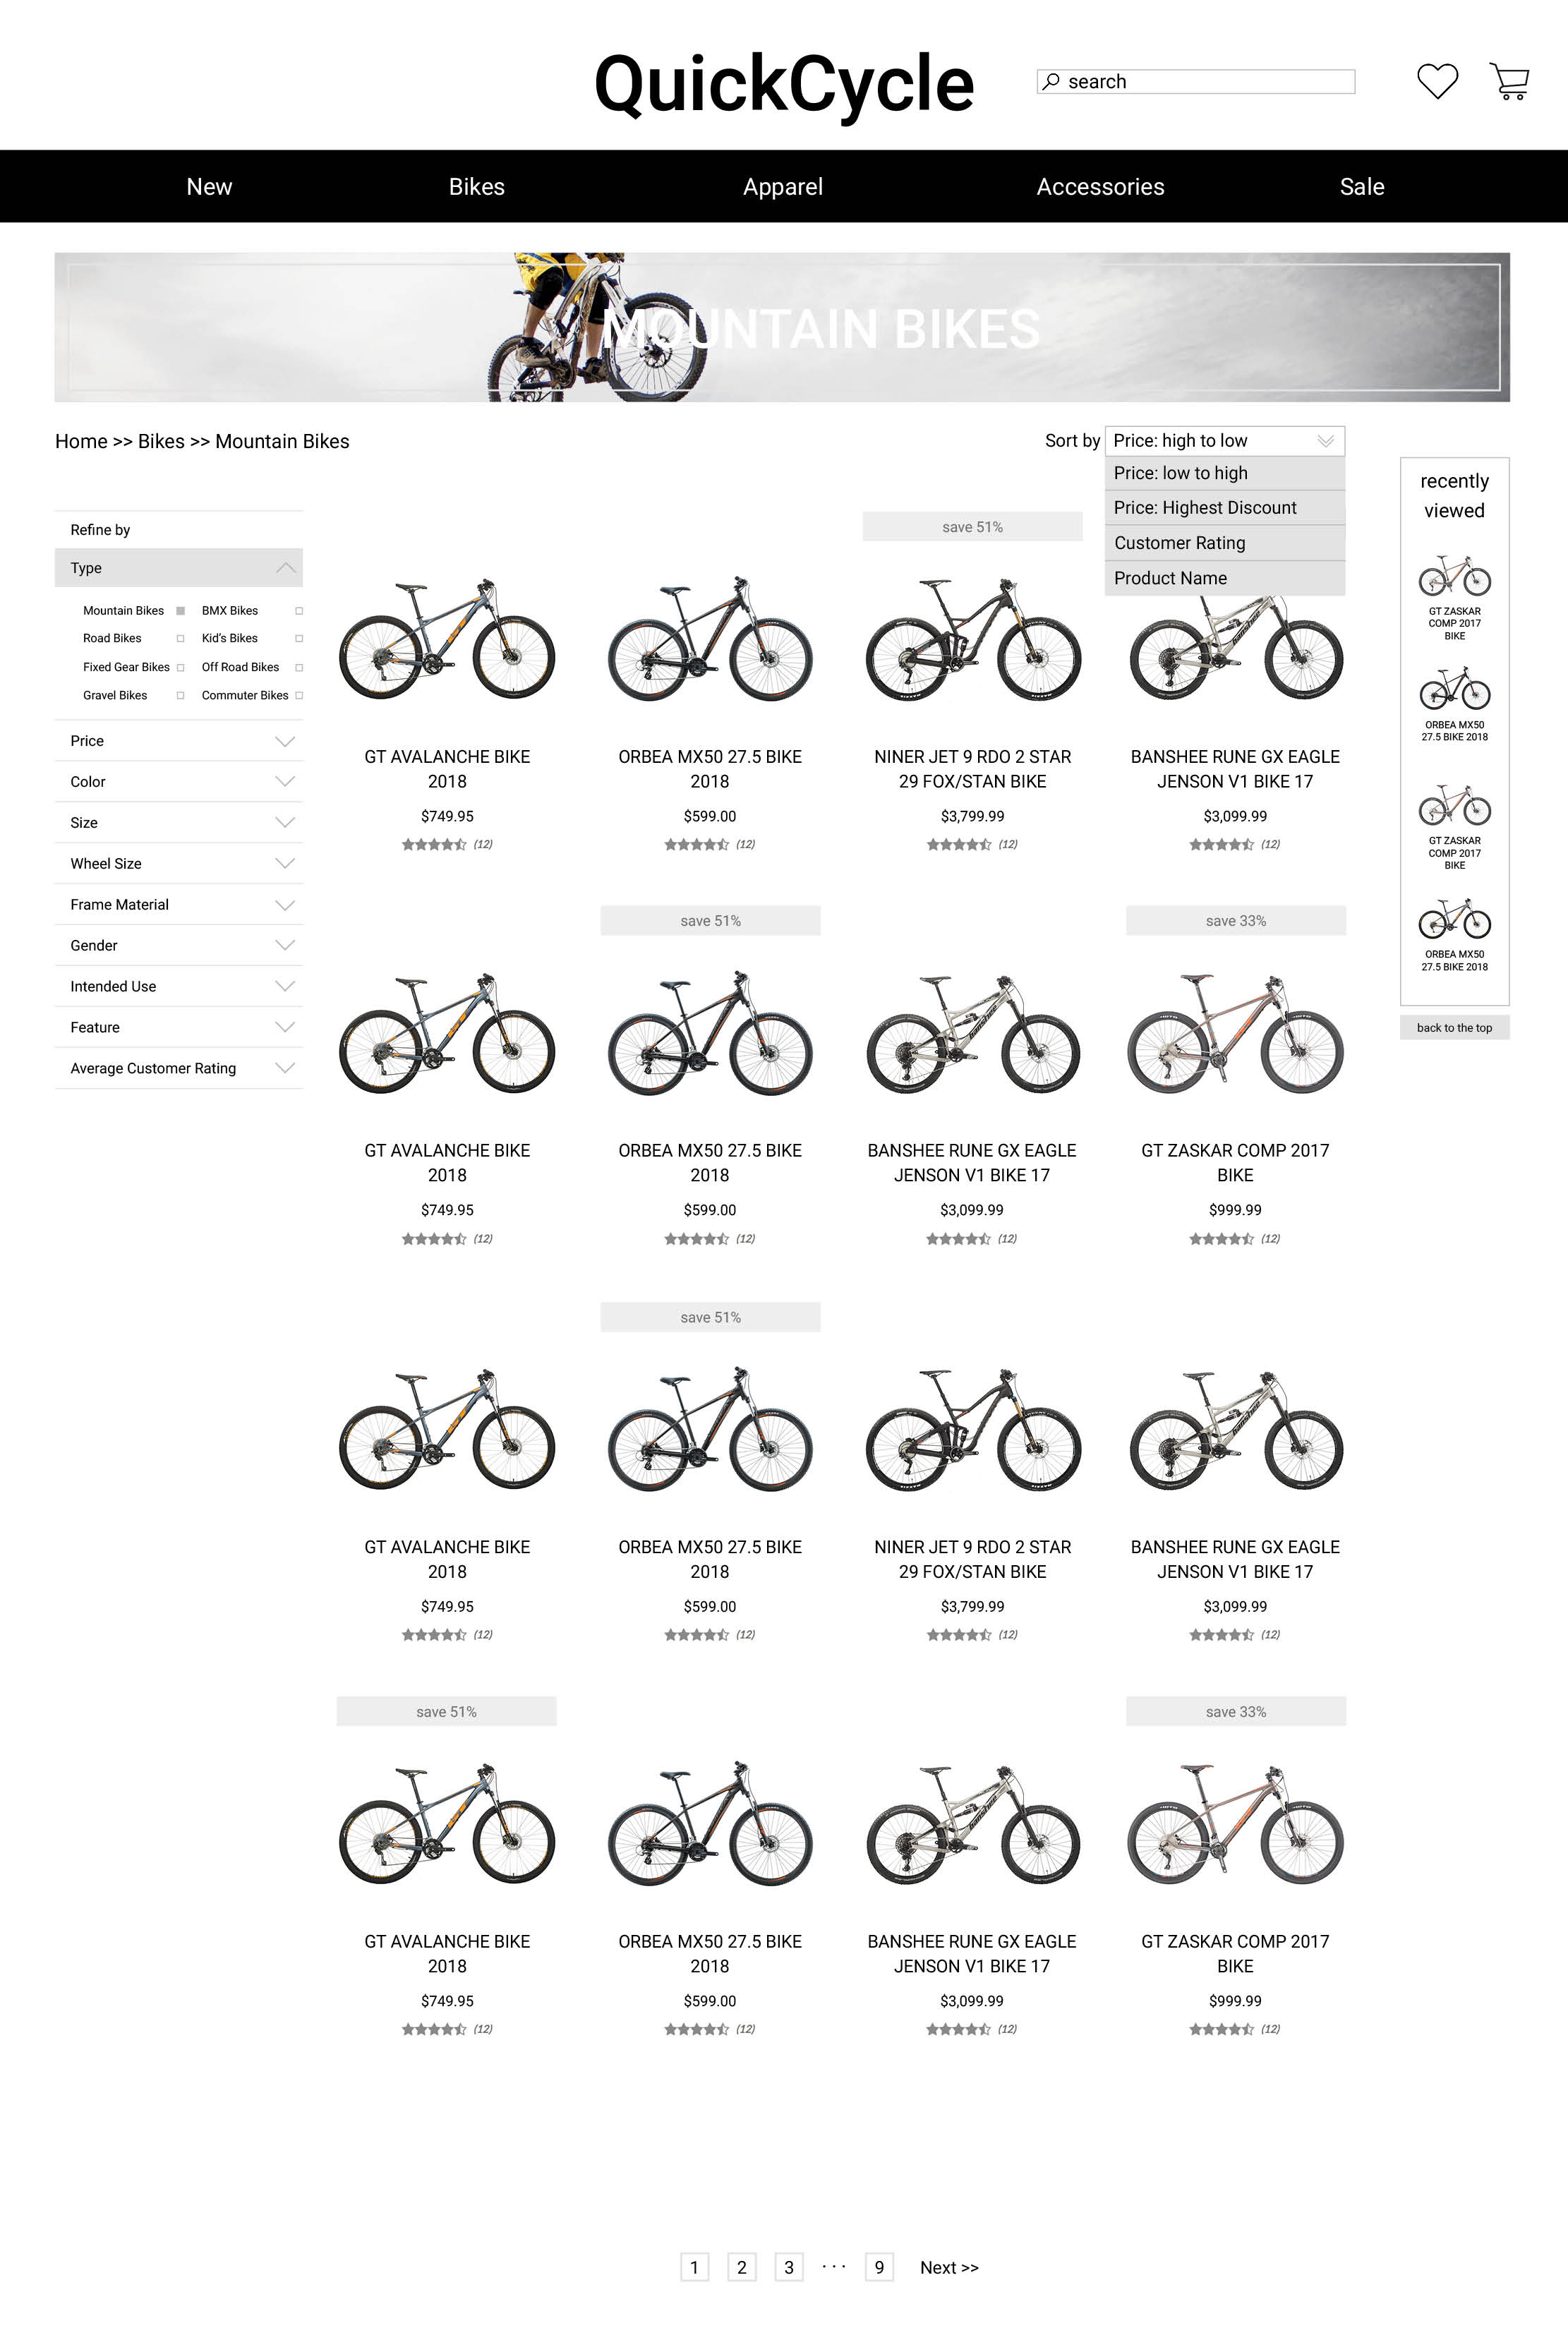 QuickCycle
search
New
Bikes
Apparel
Accessories
Sale
MOUNTAIN BIKES
Home >> Bikes >> Mountain Bikes
Sort by
Price: high to low
Price: low to high
Price: Highest Discount
Customer Rating
Product Name
Refine by
Type
Mountain Bikes
BMX Bikes
Road Bikes
Kid's Bikes
Fixed Gear Bikes
Off Road Bikes
Gravel Bikes
Commuter Bikes
Price
Color
Size
Wheel Size
Frame Material
Gender
Intended Use
Feature
Average Customer Rating
save 51%
banshee
GT AVALANCHE BIKE
2018
$749.95
(12)
ORBEA MX50 27.5 BIKE
2018
$599.00
(12)
NINER JET 9 RDO 2 STAR
29 FOX/STAN BIKE
$3,799.99
(12)
BANSHEE RUNE GX EAGLE
JENSON V1 BIKE 17
$3,099.99
(12)
save 51%
save 33%
banshee
GT AVALANCHE BIKE
2018
$749.95
(12)
ORBEA MX50 27.5 BIKE
2018
$599.00
(12)
BANSHEE RUNE GX EAGLE
JENSON V1 BIKE 17
$3,099.99
(12)
GT ZASKAR COMP 2017
BIKE
$999.99
(12)
save 51%
banshee
GT AVALANCHE BIKE
2018
$749.95
(12)
ORBEA MX50 27.5 BIKE
2018
$599.00
(12)
NINER JET 9 RDO 2 STAR
29 FOX/STAN BIKE
$3,799.99
(12)
BANSHEE RUNE GX EAGLE
JENSON V1 BIKE 17
$3,099.99
(12)
save 51%
save 33%
banshee
GT AVALANCHE BIKE
2018
$749.95
(12)
ORBEA MX50 27.5 BIKE
2018
$599.00
(12)
BANSHEE RUNE GX EAGLE
JENSON V1 BIKE 17
$3,099.99
(12)
GT ZASKAR COMP 2017
BIKE
$999.99
(12)
recently
viewed
GT ZASKAR
COMP 2017
BIKE
ORBEA MX50
27.5 BIKE 2018
GT ZASKAR
COMP 2017
BIKE
ORBEA MX50
27.5 BIKE 2018
back to the top
1 2 3 ... 9 Next >>